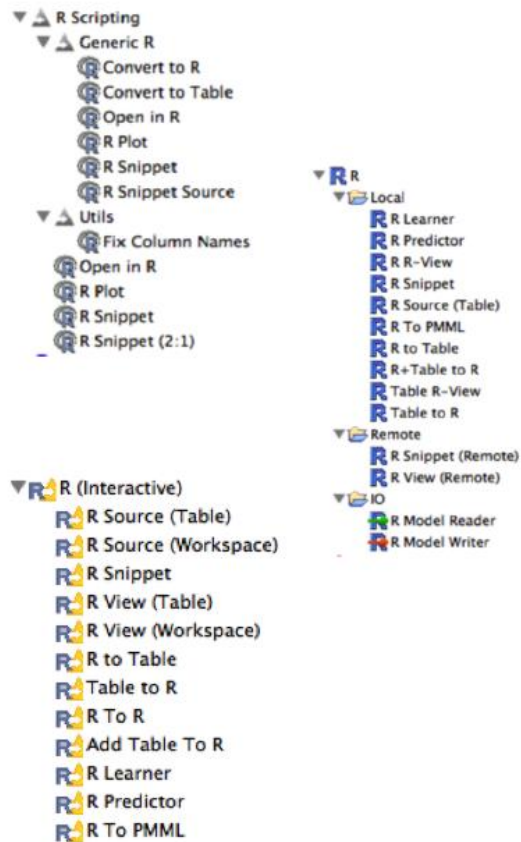 R Scripting
Generic R
Convert to R
Convert to Table
Open in R
R Plot
R Snippet
R Snippet Source
Utils
Fix Column Names
Open in R
R Plot
R Snippet
R Snippet (2:1)
R
Local
R Learner
R Predictor
R R-View
R Snippet
R Source (Table)
R To PMML
R to Table
R+Table to R
Table R-View
Table to R
Remote
R Snippet (Remote)
R View (Remote)
IO
R Model Reader
R Model Writer
R (Interactive)
R Source (Table)
R Source (Workspace)
R Snippet
R View (Table)
R View (Workspace)
R to Table
Table to R
R To R
Add Table To R
R Learner
R Predictor
R To PMML